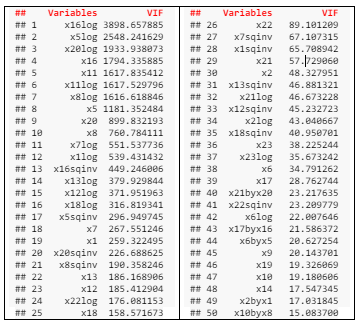 ## Variables VIF
## 1 x16log 3898.657885
## 2 x5log 2548.241629
## 3 x20log 1933.938073
## 4 x16 1794.335885
## 5 x11 1617.835412
## 6 x11log 1617.529796
## 7 x8log 1616.618846
## 8 x5 1181.352484
## 9 x20 899.832193
## 10 x8 760.784111
## 11 x7log 551.537736
## 12 x1log 539.431432
## 13 x16sqinv 449.246006
## 14 x13log 379.929844
## 15 x12log 371.951963
## 16 x18log 316.819341
## 17 x5sqinv 296.949745
## 18 x7 267.551246
## 19 x1 259.322495
## 20 x20sqinv 226.688625
## 21 x8sqinv 190.358246
## 22 x13 186.168906
## 23 x12 185.412904
## 24 x22log 176.081153
## 25 x18 158.571673
## Variables VIF
## 26 x22 89.101209
## 27 x7sqinv 67.107315
## 28 x1sqinv 65.708942
## 29 x21 57.729060
## 30 x2 48.327951
## 31 x13sqinv 46.881321
## 32 x21log 46.673228
## 33 x12sqinv 45.232723
## 34 x2log 43.040667
## 35 x18sqinv 40.950701
## 36 x23 38.225244
## 37 x23log 35.673242
## 38 x6 34.791262
## 39 x17 28.762744
## 40 x21byx20 23.217635
## 41 x22sqinv 23.209779
## 42 x6log 22.007646
## 43 x17byx16 21.586372
## 44 x6byx5 20.627254
## 45 x9 20.143701
## 46 x19 19.326069
## 47 x10 19.180606
## 48 x14 17.547345
## 49 x2byx1 17.031845
## 50 x10byx8 15.083700